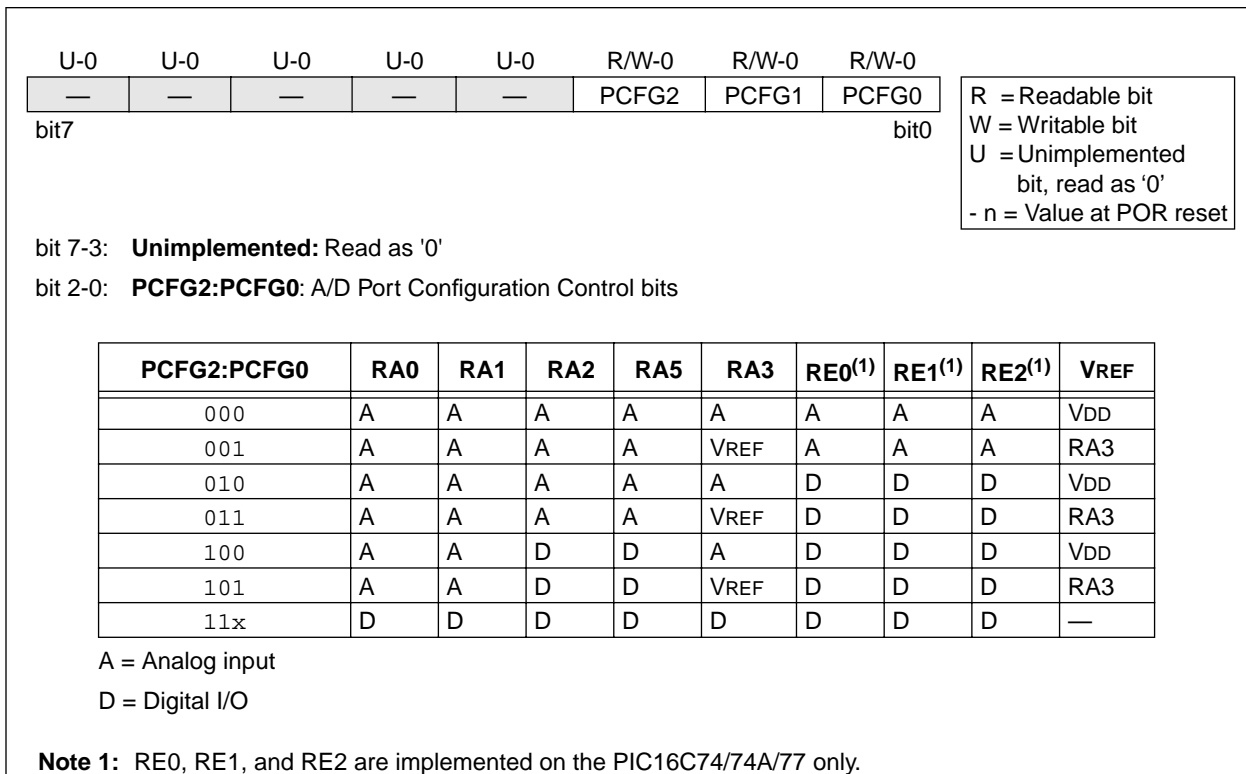 U-0 U-0 U-0 U-0 U-0 R/W-0 R/W-0 R/W-0
— — — — — PCFG2 PCFG1 PCFG0
bit7 bit0
R = Readable bit
W = Writable bit
U = Unimplemented
bit, read as ‘0’
- n = Value at POR reset
bit 7-3: Unimplemented: Read as '0'
bit 2-0: PCFG2:PCFG0: A/D Port Configuration Control bits
PCFG2:PCFG0 RA0 RA1 RA2 RA5 RA3 RE0(1) RE1(1) RE2(1) VREF
000 A A A A A A A A VDD
001 A A A A VREF A A A RA3
010 A A A A A D D D VDD
011 A A A A VREF D D D RA3
100 A A D D A D D D VDD
101 A A D D VREF D D D RA3
11x D D D D D D D D —
A = Analog input
D = Digital I/O
Note 1: RE0, RE1, and RE2 are implemented on the PIC16C74/74A/77 only.